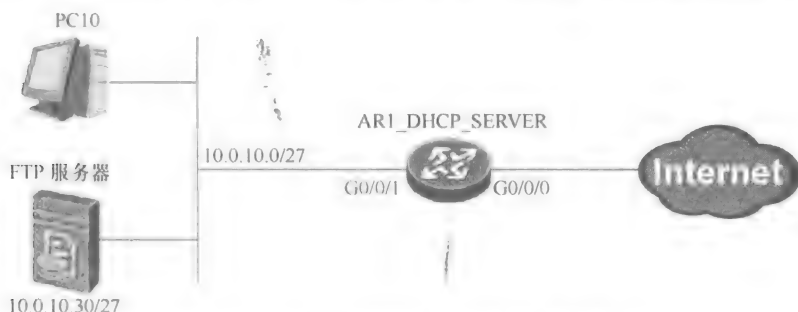 PC10
AR1_DHCP_SERVER
10.0.10.0/27
FTP 服务器
G0/0/1
G0/0/0
Internet
10.0.10.30/27